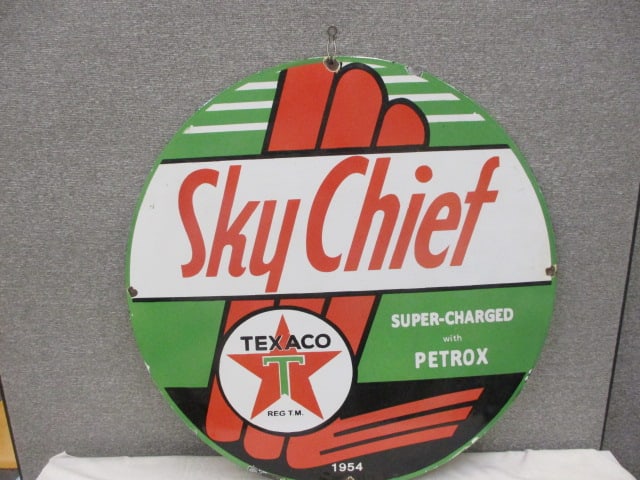 Sky Chief
SUPER-CHARGED
with
PETROX
TEXACO
T
REG T.M.
1954